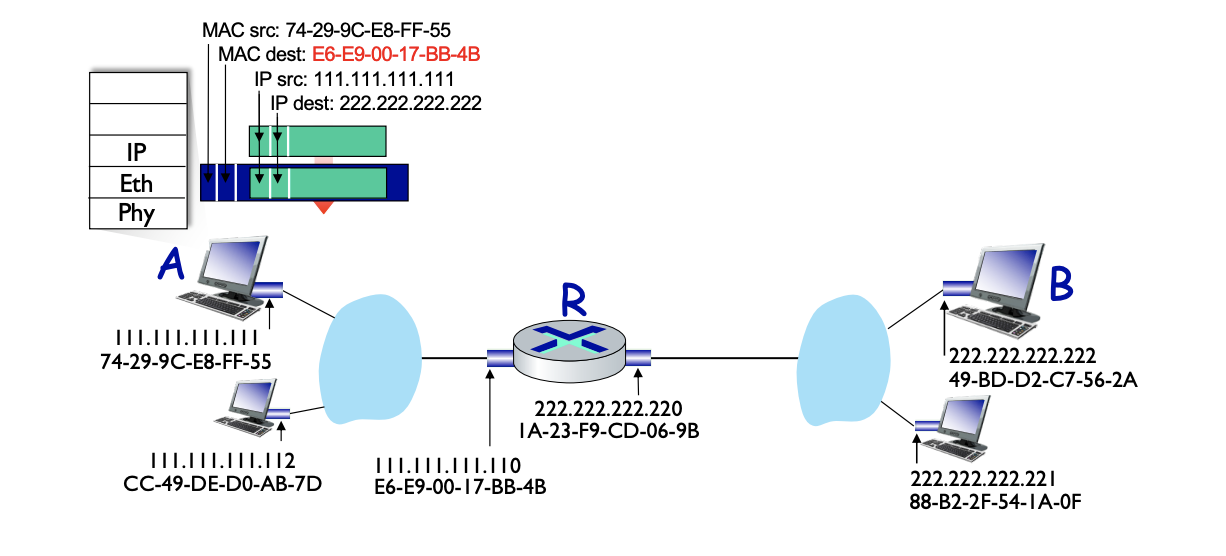 MAC src: 74-29-9C-E8-FF-55
MAC dest: E6-E9-00-17-BB-4B
IP src: 111.111.111.111
IP dest: 222.222.222.222
IP
Eth
Phy
A
R
B
111.111.111.111
74-29-9C-E8-FF-55
222.222.222.222
49-BD-D2-C7-56-2A
222.222.222.220
1A-23-F9-CD-06-9B
111.111.111.112
CC-49-DE-D0-AB-7D
111.111.111.110
E6-E9-00-17-BB-4B
222.222.222.221
88-B2-2F-54-1A-0F